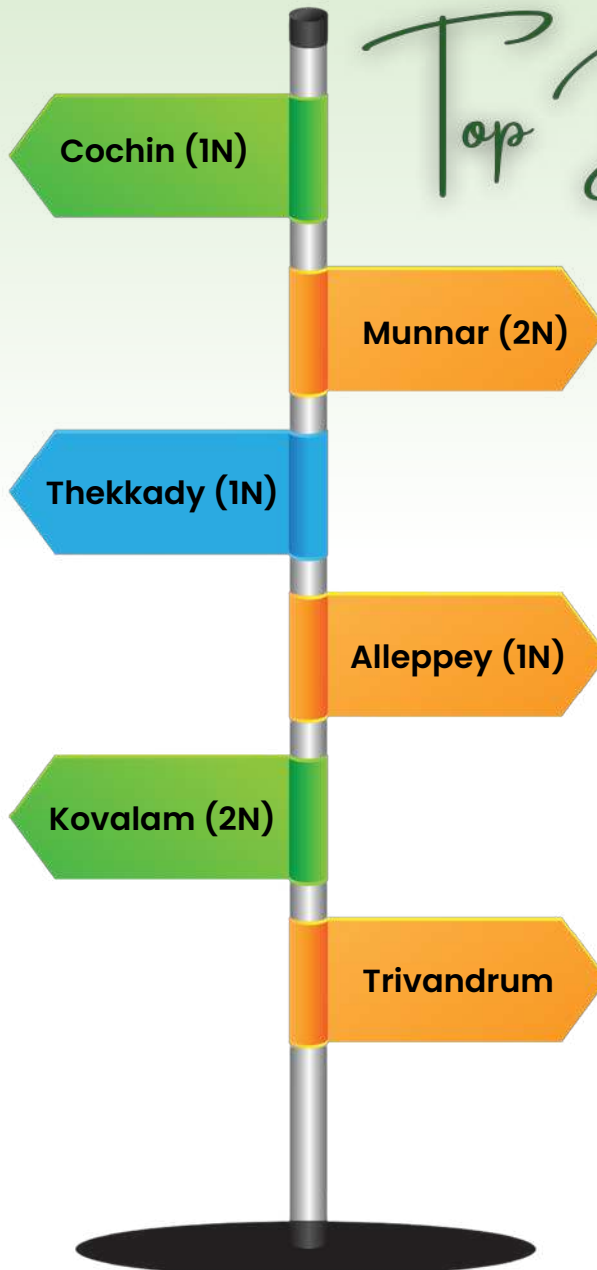 Top
Cochin (1N)
Munnar (2N)
Thekkady (1N)
Alleppey (1N)
Kovalam (2N)
Trivandrum